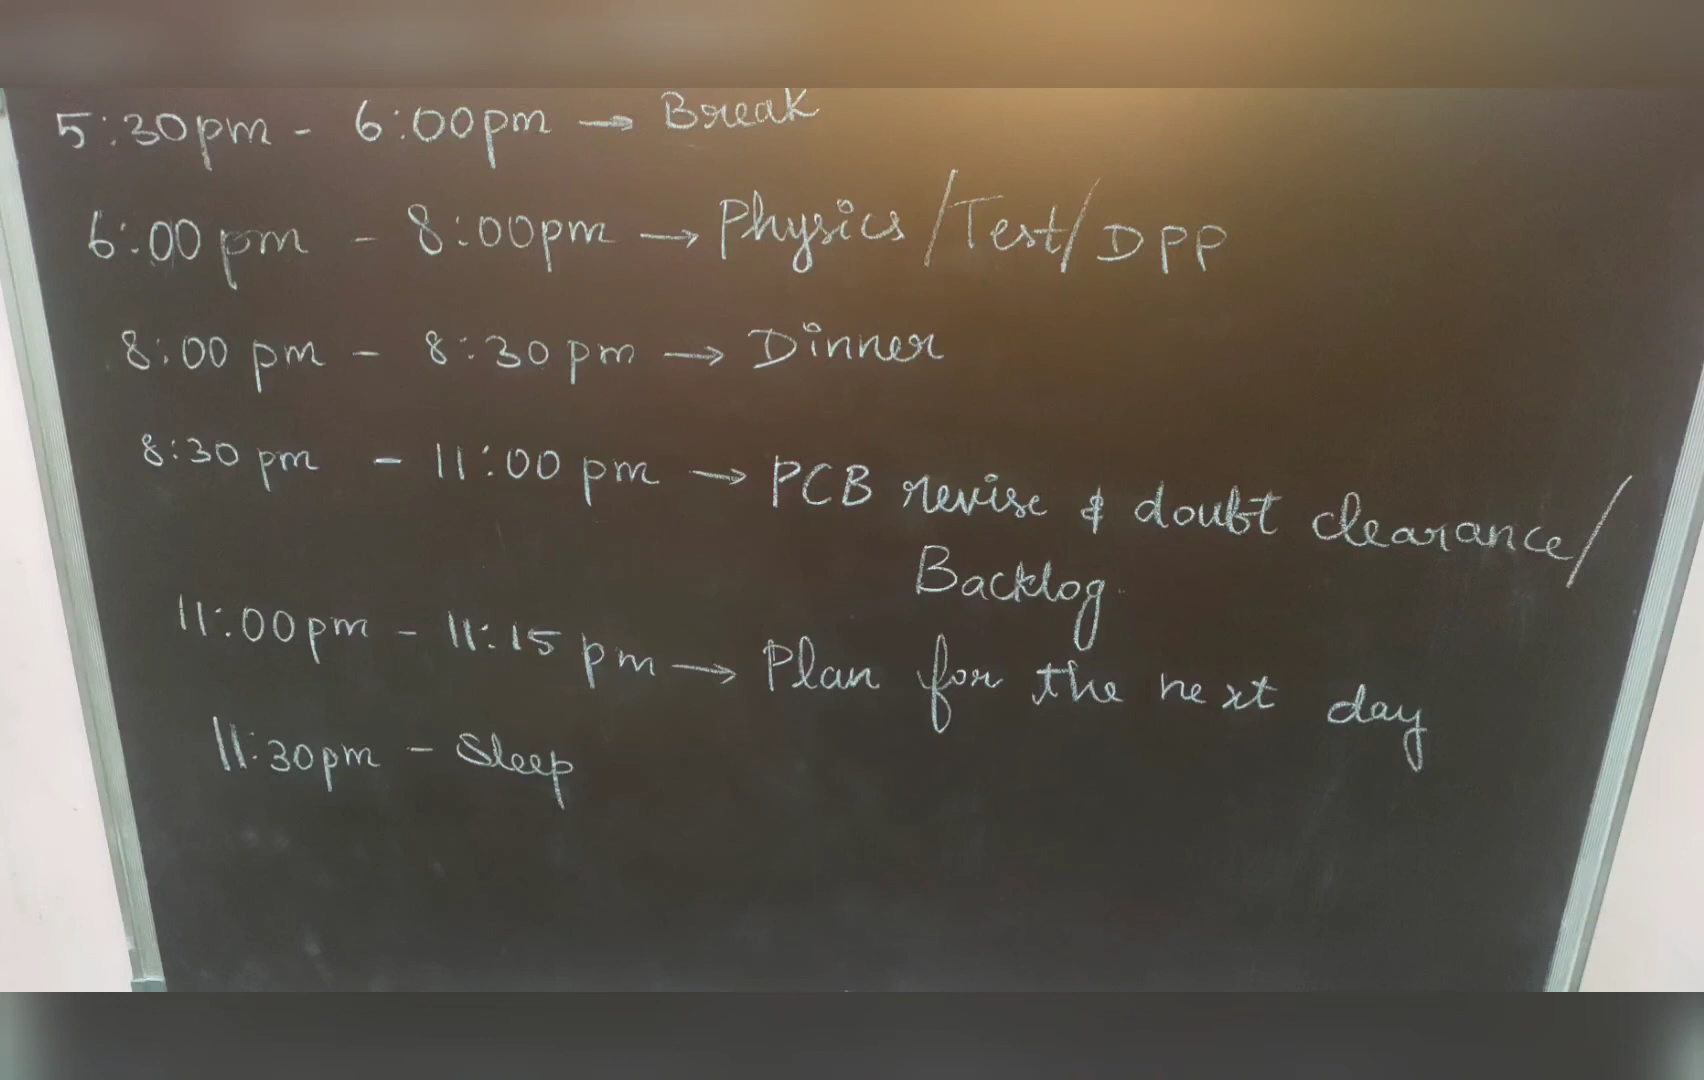 5:30pm - 6:00pm → Break
6:00 pm - 8:00pm → Physics/Test/DPP
8:00 pm - 8:30 pm → Dinner
8:30 pm - 11:00 pm → PCB revise & doubt clearance/
Backlog
11:00pm - 11:15 pm → Plan for the next day
11:30pm - Sleep